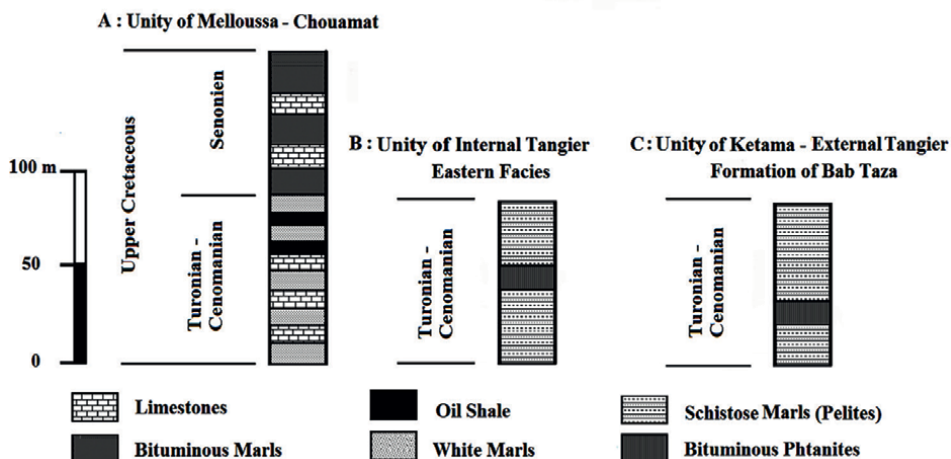 A : Unity of Melloussa - Chouamat
Upper Cretaceous
Senonien
Turonian -
Cenomanian
100 m
50
0
B : Unity of Internal Tangier
Eastern Facies
Turonian -
Cenomanian
C : Unity of Ketama - External Tangier
Formation of Bab Taza
Turonian -
Cenomanian
Limestones
Oil Shale
Schistose Marls (Pelites)
Bituminous Marls
White Marls
Bituminous Phtanites